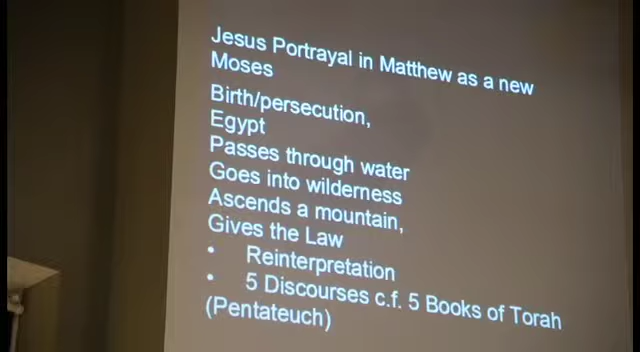 Jesus Portrayal in Matthew as a new
Moses
Birth/persecution,
Egypt
Passes through water
Goes into wilderness
Ascends a mountain,
Gives the Law
• Reinterpretation
• 5 Discourses c.f. 5 Books of Torah
(Pentateuch)